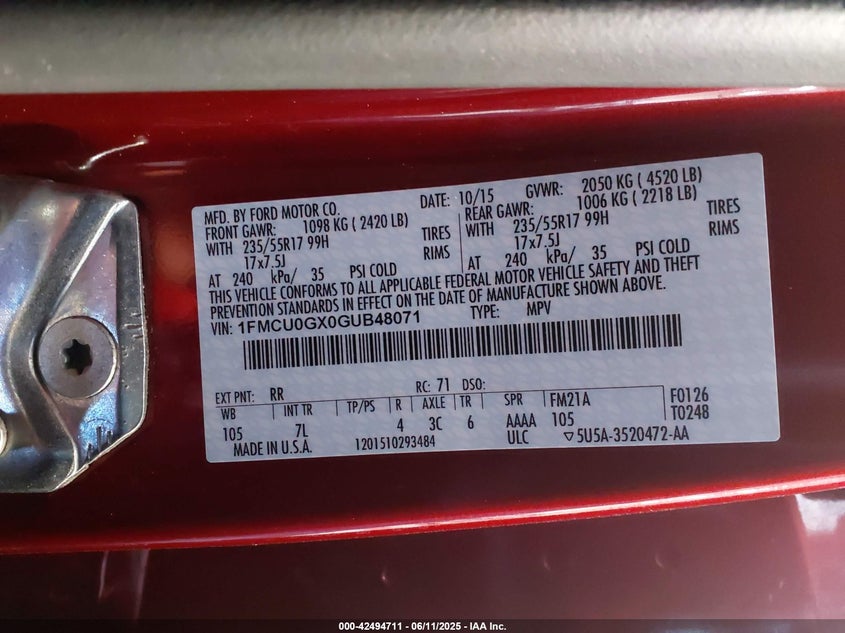 MFD. BY FORD MOTOR CO. DATE: 10/15 GVWR: 2050 KG ( 4520 LB)
FRONT GAWR: 1098 KG ( 2420 LB) REAR GAWR: 1006 KG ( 2218 LB)
WITH 235/55R17 99H TIRES WITH 235/55R17 99H TIRES
17x7.5J RIMS 17x7.5J RIMS
AT 240 kPa/ 35 PSI COLD AT 240 kPa/ 35 PSI COLD
THIS VEHICLE CONFORMS TO ALL APPLICABLE FEDERAL MOTOR VEHICLE SAFETY AND THEFT
PREVENTION STANDARDS IN EFFECT ON THE DATE OF MANUFACTURE SHOWN ABOVE.
VIN: 1FMCU0GX0GUB48071 TYPE: MPV
EXT PNT: RR RC: 71 DSO:
WB INT TR TP/PS R AXLE TR SPR FM21A F0126
105 7L 4 3C 6 AAAA 105 T0248
MADE IN U.S.A. 1201510293484 ULC ▽5U5A-3520472-AA
000-42494711 - 06/11/2025 - IAA Inc.